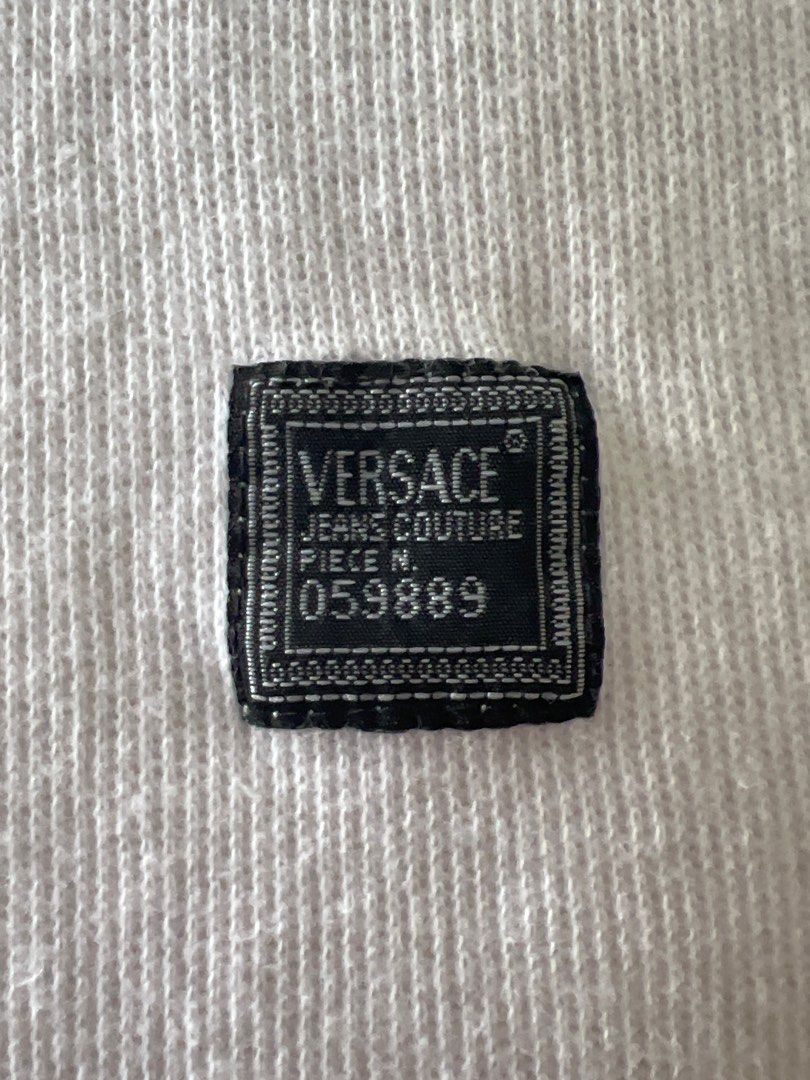 VERSACE®
JEANS COUTURE
PIECE N.
059889